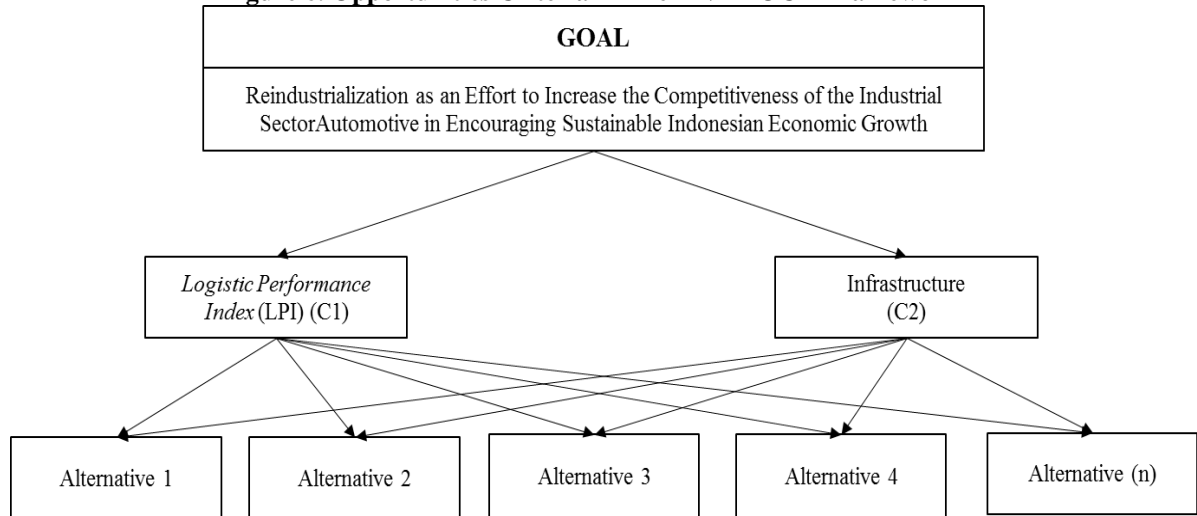 GOAL
Reindustrialization as an Effort to Increase the Competitiveness of the Industrial
SectorAutomotive in Encouraging Sustainable Indonesian Economic Growth
Logistic Performance
Index (LPI) (C1)
Infrastructure
(C2)
Alternative 1
Alternative 2
Alternative 3
Alternative 4
Alternative (n)